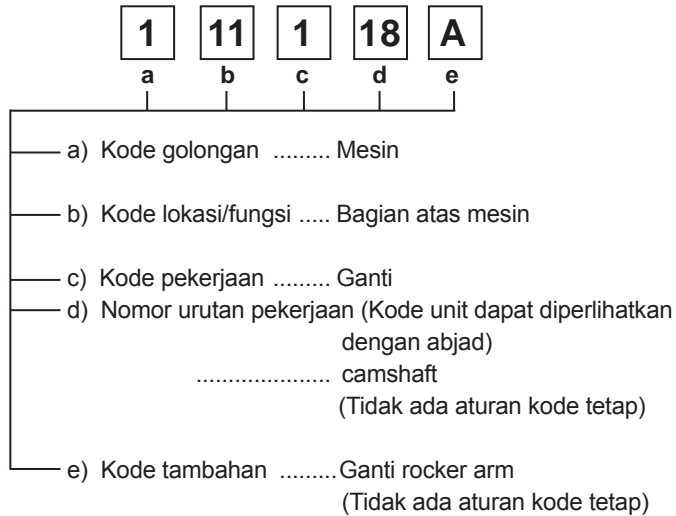 1 11 1 18 A
a b c d e
a) Kode golongan ......... Mesin
b) Kode lokasi/fungsi ..... Bagian atas mesin
c) Kode pekerjaan ......... Ganti
d) Nomor urutan pekerjaan (Kode unit dapat diperlihatkan
dengan abjad)
..................... camshaft
(Tidak ada aturan kode tetap)
e) Kode tambahan ......... Ganti rocker arm
(Tidak ada aturan kode tetap)